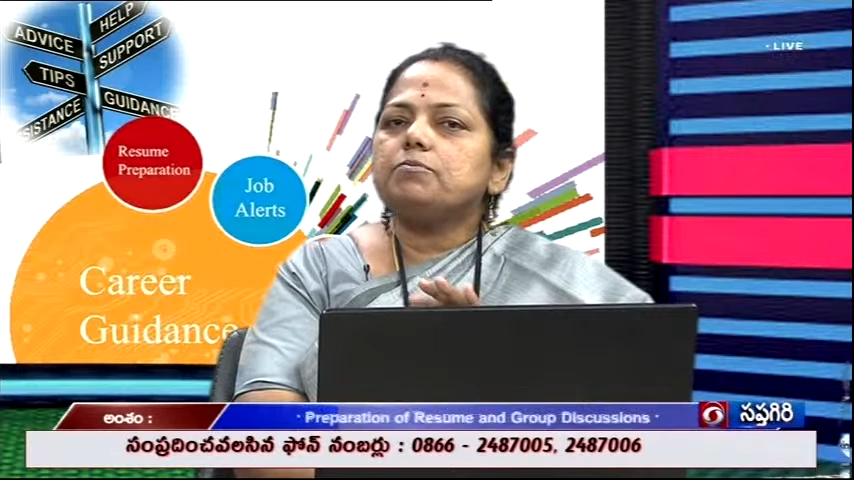 HELP
ADVICE
SUPPORT
TIPS
GUIDANCE
SISTANCE
Resume
Preparation
Job
Alerts
Career
Guidance
· LIVE
అంశం :
· Preparation of Resume and Group Discussions ·
సప్తగిరి
సంప్రదించవలసిన ఫోన్ నంబర్లు : 0866 - 2487005, 2487006